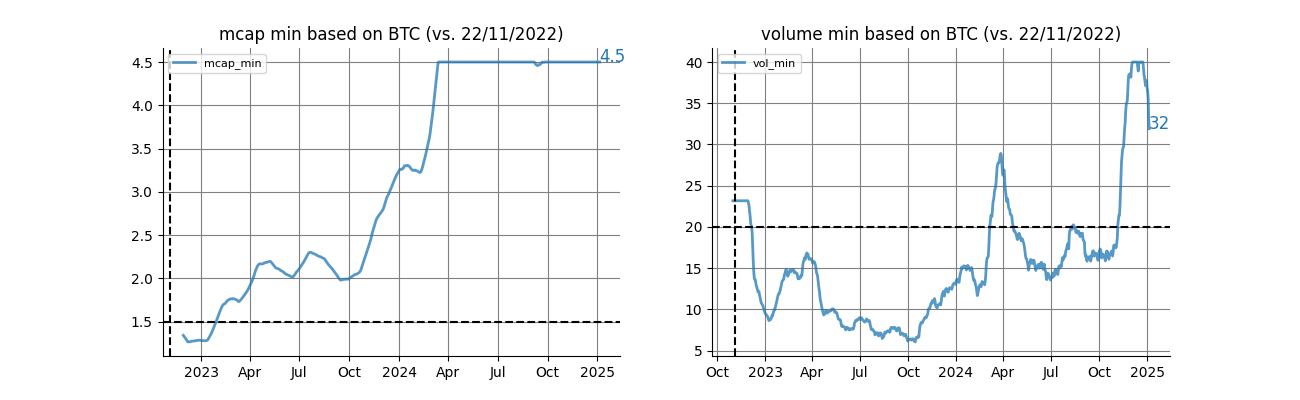 mcap min based on BTC (vs. 22/11/2022)
mcap_min
4.5
4.5
4.0
3.5
3.0
2.5
2.0
1.5
2023 Apr Jul Oct 2024 Apr Jul Oct 2025
volume min based on BTC (vs. 22/11/2022)
vol_min
40
35
32
30
25
20
15
10
5
Oct 2023 Apr Jul Oct 2024 Apr Jul Oct 2025